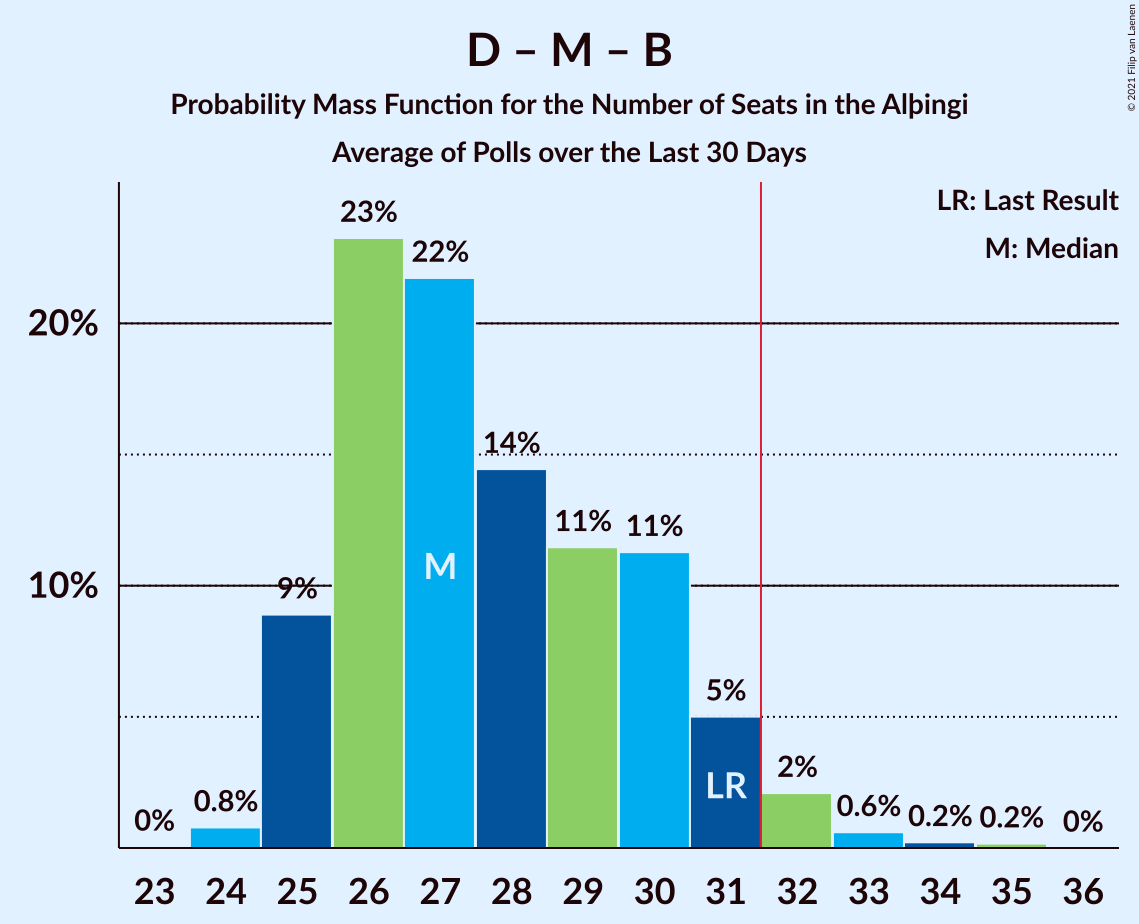 D – M – B
Probability Mass Function for the Number of Seats in the Alþingi
Average of Polls over the Last 30 Days
© 2021 Filip van Laenen
LR: Last Result
M: Median
20%
10%
0%
0.8%
9%
23%
22%
14%
11%
11%
5%
2%
0.6%
0.2%
0.2%
0%
M
LR
23 24 25 26 27 28 29 30 31 32 33 34 35 36